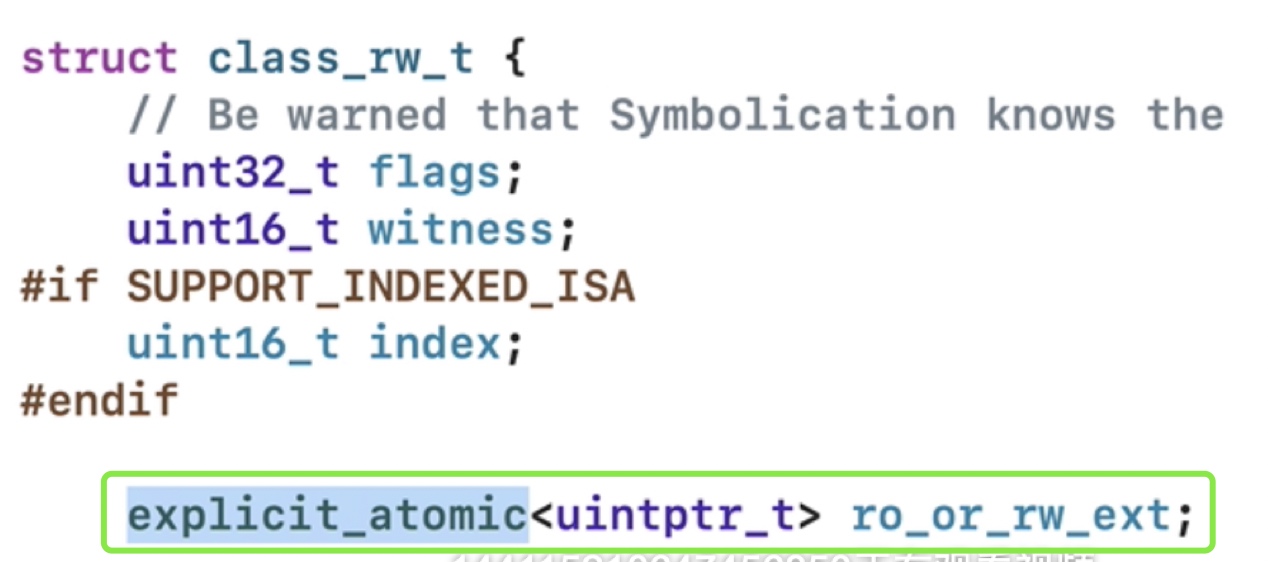 struct class_rw_t {
    // Be warned that Symbolication knows the
    uint32_t flags;
    uint16_t witness;
#if SUPPORT_INDEXED_ISA
    uint16_t index;
#endif
    explicit_atomic<uintptr_t> ro_or_rw_ext;